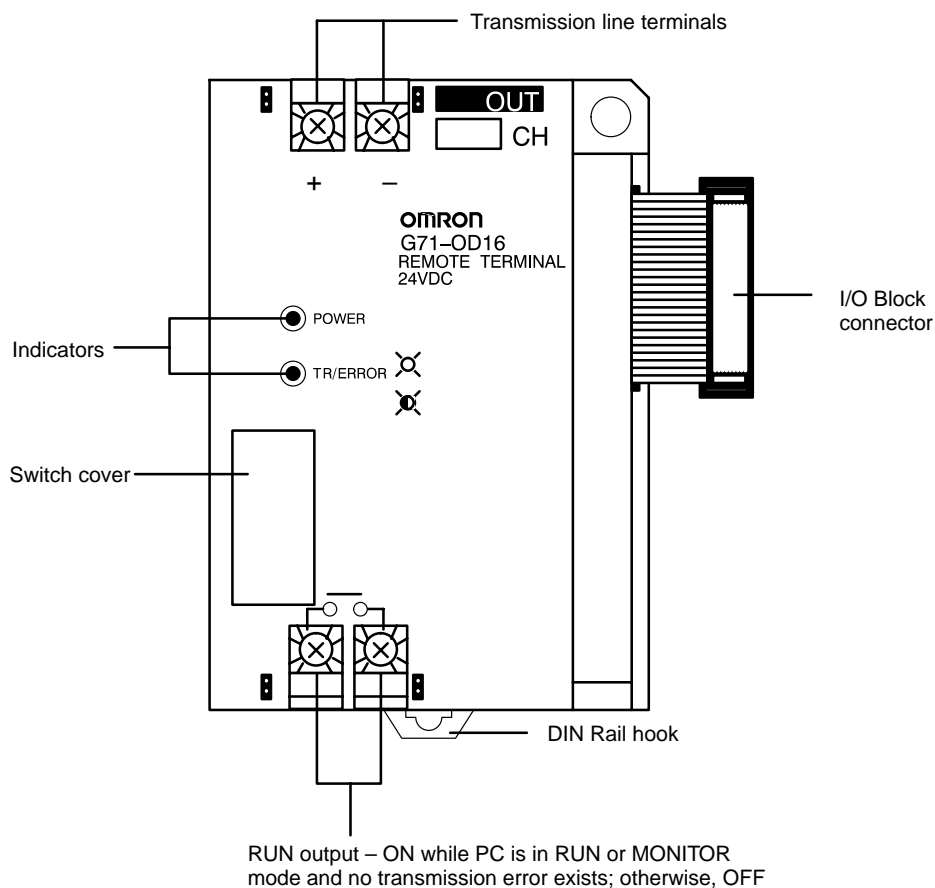 Transmission line terminals
OUT
CH
+ –
OMRON
G71–OD16
REMOTE TERMINAL
24VDC
I/O Block
connector
POWER
Indicators
TR/ERROR
Switch cover
DIN Rail hook
RUN output – ON while PC is in RUN or MONITOR
mode and no transmission error exists; otherwise, OFF